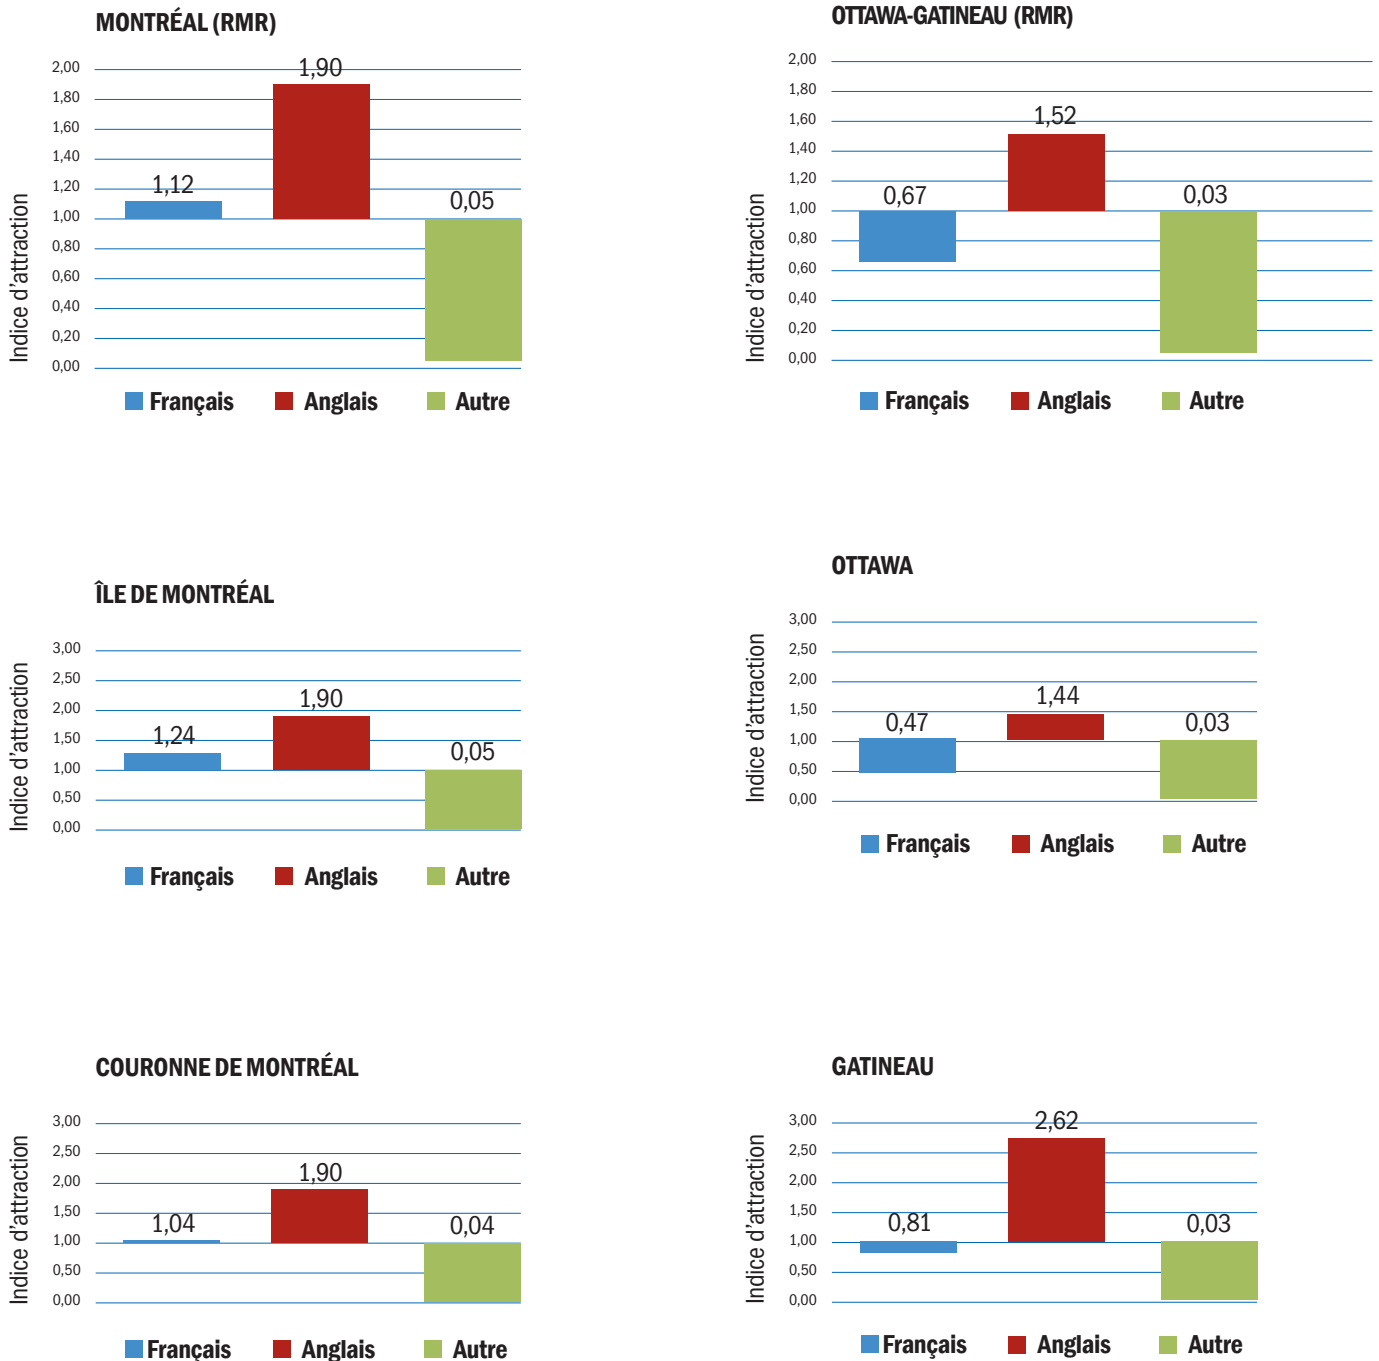 MONTRÉAL (RMR)
Indice d'attraction
2,00
1,80
1,60
1,40
1,20
1,00
0,80
0,60
0,40
0,20
0,00
1,12
1,90
0,05
Français
Anglais
Autre
OTTAWA-GATINEAU (RMR)
Indice d'attraction
2,00
1,80
1,60
1,40
1,20
1,00
0,80
0,60
0,40
0,20
0,00
0,67
1,52
0,03
Français
Anglais
Autre
ÎLE DE MONTRÉAL
Indice d'attraction
3,00
2,50
2,00
1,50
1,00
0,50
0,00
1,24
1,90
0,05
Français
Anglais
Autre
OTTAWA
Indice d'attraction
3,00
2,50
2,00
1,50
1,00
0,50
0,00
0,47
1,44
0,03
Français
Anglais
Autre
COURONNE DE MONTRÉAL
Indice d'attraction
3,00
2,50
2,00
1,50
1,00
0,50
0,00
1,04
1,90
0,04
Français
Anglais
Autre
GATINEAU
Indice d'attraction
3,00
2,50
2,00
1,50
1,00
0,50
0,00
0,81
2,62
0,03
Français
Anglais
Autre